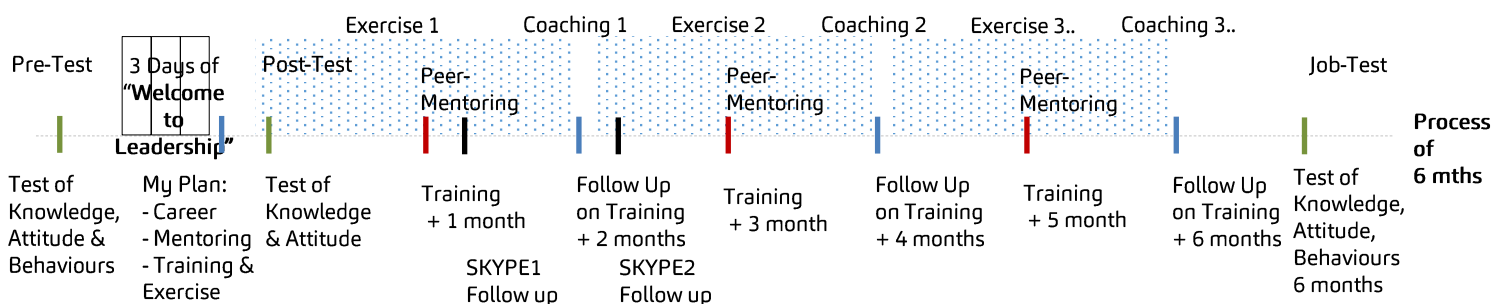 Exercise 1
Coaching 1
Exercise 2
Coaching 2
Exercise 3..
Coaching 3..
Pre-Test
3 Days of
“Welcome
to
Leadership”
Post-Test
Peer-
Mentoring
Peer-
Mentoring
Peer-
Mentoring
Job-Test
Process
of
6 mths
Test of
Knowledge,
Attitude &
Behaviours
My Plan:
- Career
- Mentoring
- Training &
Exercise
Test of
Knowledge
& Attitude
Training
+ 1 month
SKYPE1
Follow up
Follow Up
on Training
+ 2 months
SKYPE2
Follow up
Training
+ 3 month
Follow Up
on Training
+ 4 months
Training
+ 5 month
Follow Up
on Training
+ 6 months
Test of
Knowledge,
Attitude,
Behaviours
6 months